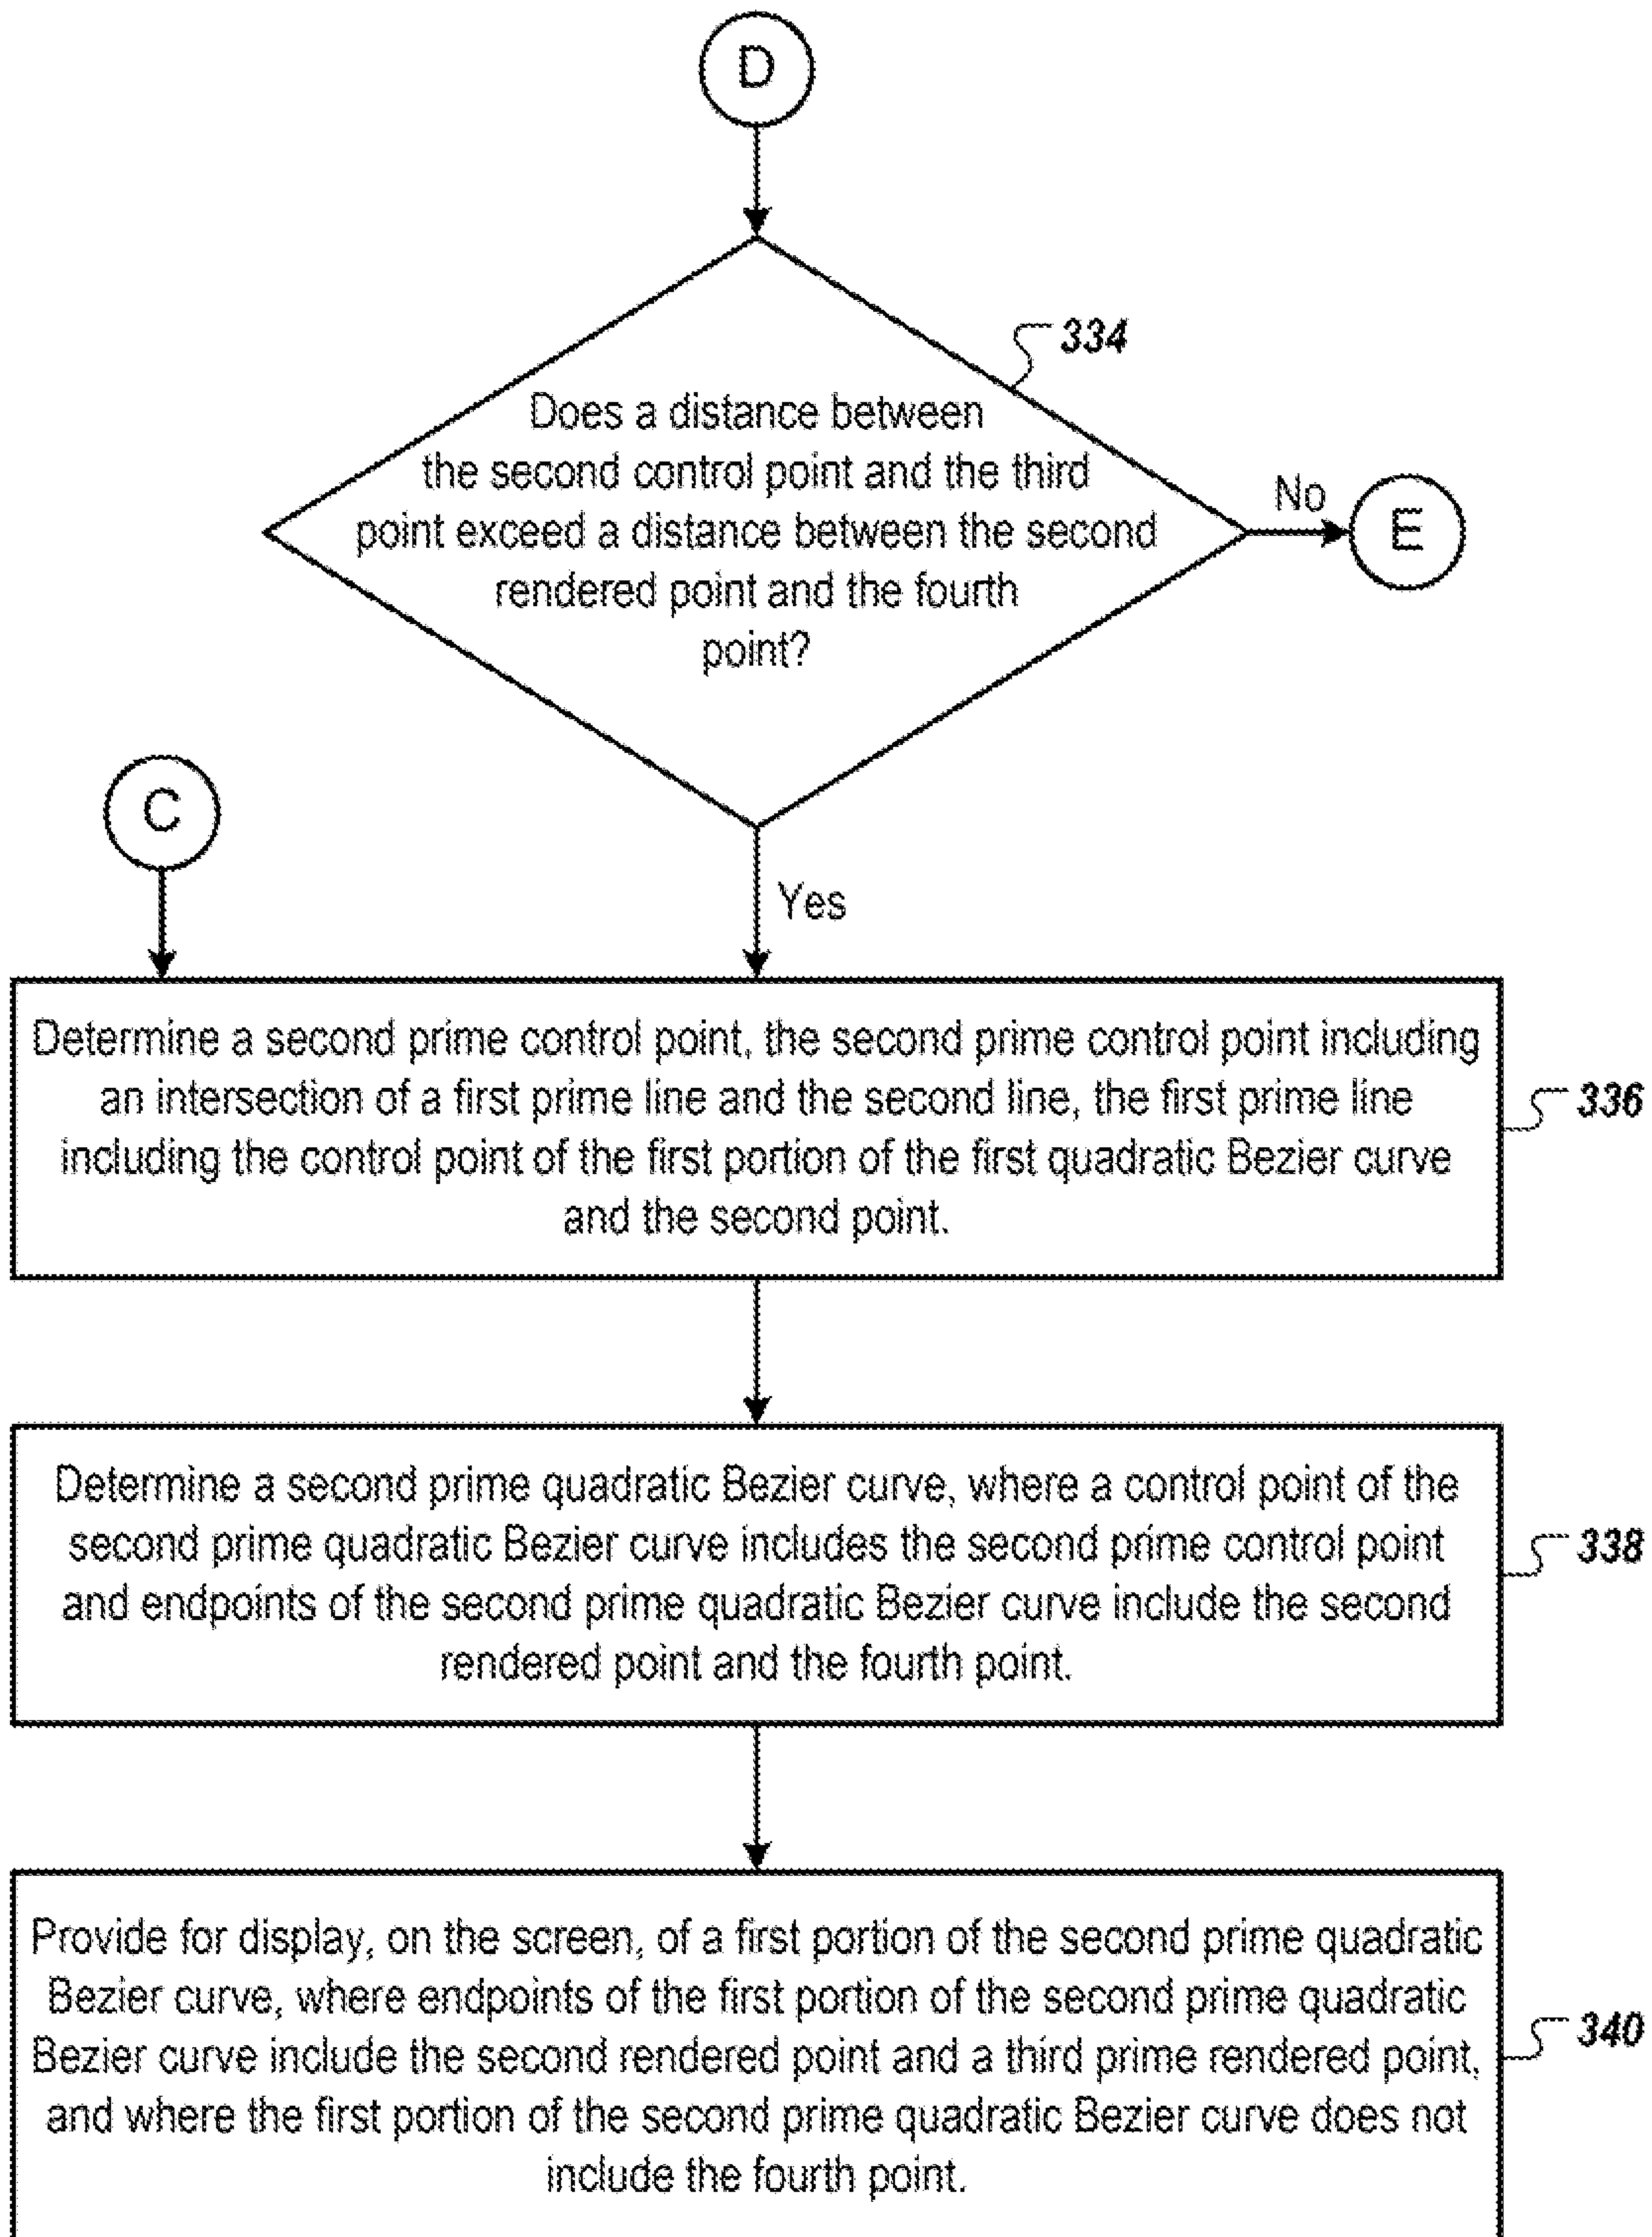 D
334
Does a distance between
the second control point and the third
point exceed a distance between the second
rendered point and the fourth
point?
No
E
C
Yes
Determine a second prime control point, the second prime control point including
an intersection of a first prime line and the second line, the first prime line
including the control point of the first portion of the first quadratic Bezier curve
and the second point.
336
Determine a second prime quadratic Bezier curve, where a control point of the
second prime quadratic Bezier curve includes the second prime control point
and endpoints of the second prime quadratic Bezier curve include the second
rendered point and the fourth point.
338
Provide for display, on the screen, of a first portion of the second prime quadratic
Bezier curve, where endpoints of the first portion of the second prime quadratic
Bezier curve include the second rendered point and a third prime rendered point,
and where the first portion of the second prime quadratic Bezier curve does not
include the fourth point.
340